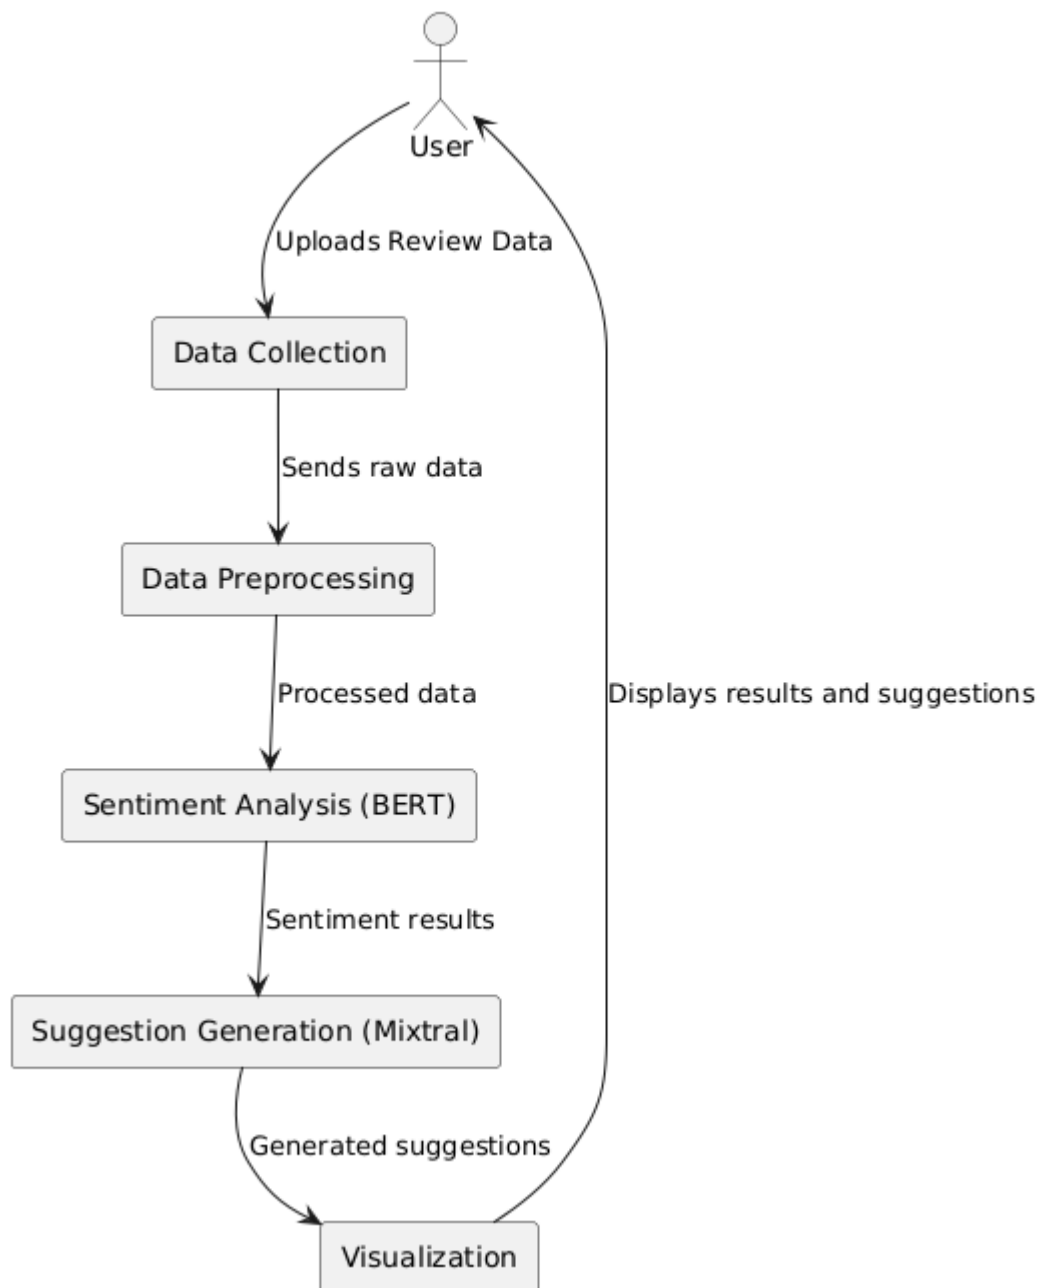 User
Uploads Review Data
Data Collection
Sends raw data
Data Preprocessing
Processed data
Displays results and suggestions
Sentiment Analysis (BERT)
Sentiment results
Suggestion Generation (Mixtral)
Generated suggestions
Visualization